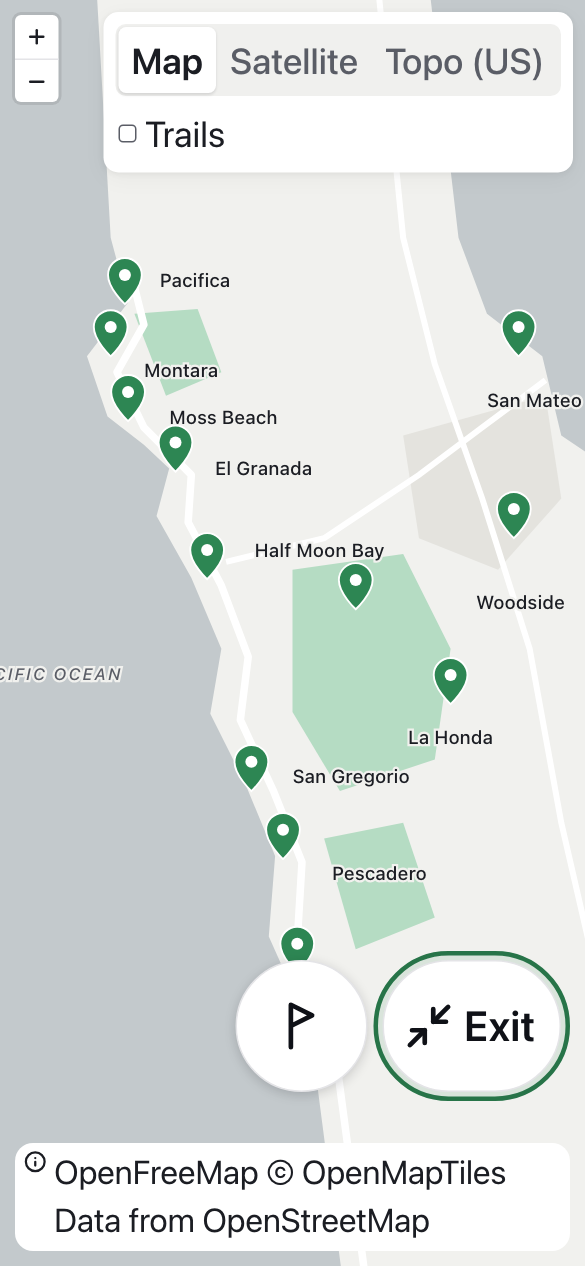 +
−
Map Satellite Topo (US)
Trails
Pacifica
Montara
Moss Beach
El Granada
San Mateo
Half Moon Bay
Woodside
CIFIC OCEAN
La Honda
San Gregorio
Pescadero
Exit
OpenFreeMap © OpenMapTiles
Data from OpenStreetMap